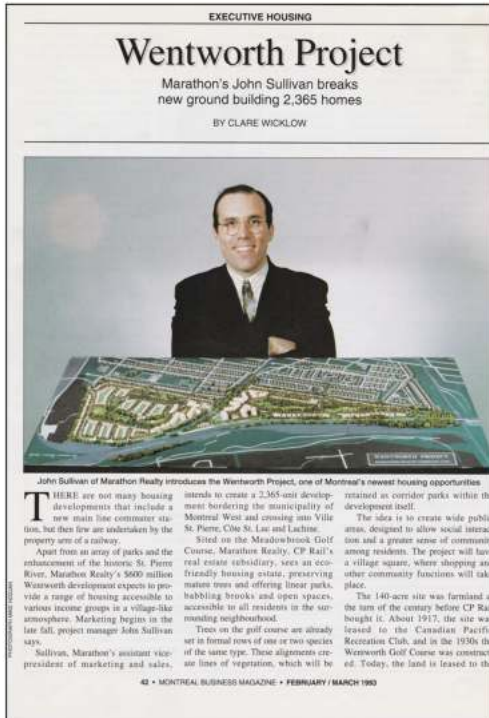 EXECUTIVE HOUSING
Wentworth Project
Marathon's John Sullivan breaks
new ground building 2,365 homes
BY CLARE WICKLOW
WENTWORTH PROJECT
John Sullivan of Marathon Realty introduces the Wentworth Project, one of Montreal's newest housing opportunities
THERE are not many housing
developments that include a
new main line commuter sta-
tion, but then few are undertaken by the
property arm of a railway.
Apart from an array of parks and the
enhancement of the historic St. Pierre
River, Marathon Realty's $600 million
Wentworth development expects to pro-
vide a range of housing accessible to
various income groups in a village-like
atmosphere. Marketing begins in the
late fall, project manager John Sullivan
says.
Sullivan, Marathon's assistant vice-
president of marketing and sales,
intends to create a 2,365-unit develop-
ment bordering the municipality of
Montreal West and crossing into Ville
St. Pierre, Côte St. Luc and Lachine.
Sited on the Meadowbrook Golf
Course, Marathon Realty, CP Rail's
real estate subsidiary, sees an eco-
friendly housing estate, preserving
mature trees and offering linear parks,
babbling brooks and open spaces,
accessible to all residents in the sur-
rounding neighbourhood.
Trees on the golf course are already
set in formal rows of one or two species
of the same type. These alignments cre-
ate lines of vegetation, which will be
retained as corridor parks within th
development itself.
The idea is to create wide publi
areas, designed to allow social interac
tion and a greater sense of communit
among residents. The project will hav
a village square, where shopping an
other community functions will tak
place.
The 140-acre site was farmland a
the turn of the century before CP Ra
bought it. About 1917, the site wa
leased to the Canadian Pacifi
Recreation Club, and in the 1930s th
Wentworth Golf Course was construct
ed. Today, the land is leased to th
42 • MONTREAL BUSINESS MAGAZINE • FEBRUARY / MARCH 1993